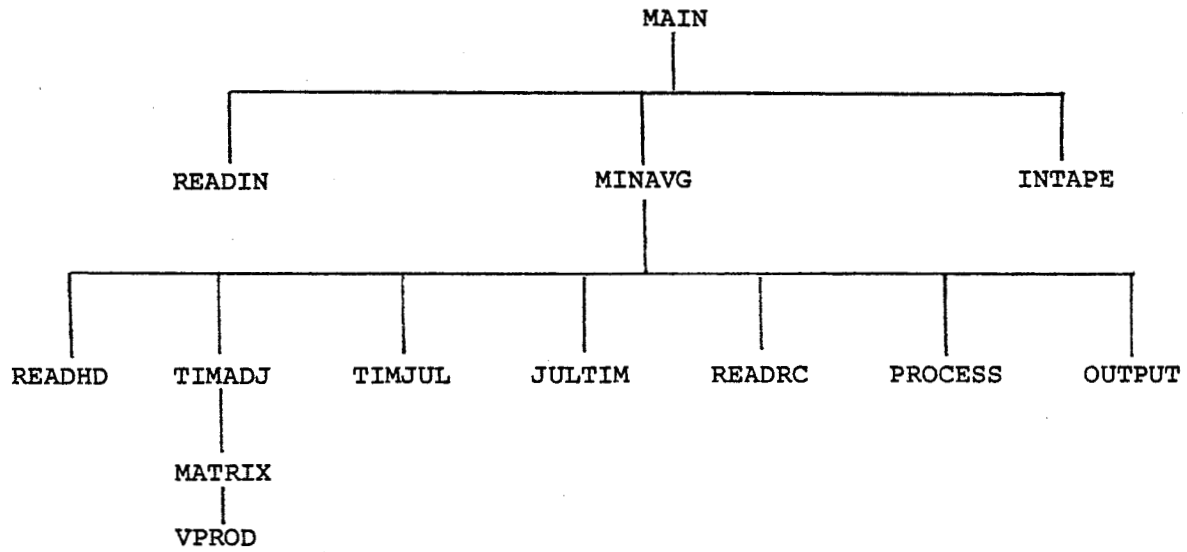 MAIN
READIN MINAVG INTAPE
READHD TIMADJ TIMJUL JULTIM READRC PROCESS OUTPUT
MATRIX
VPROD